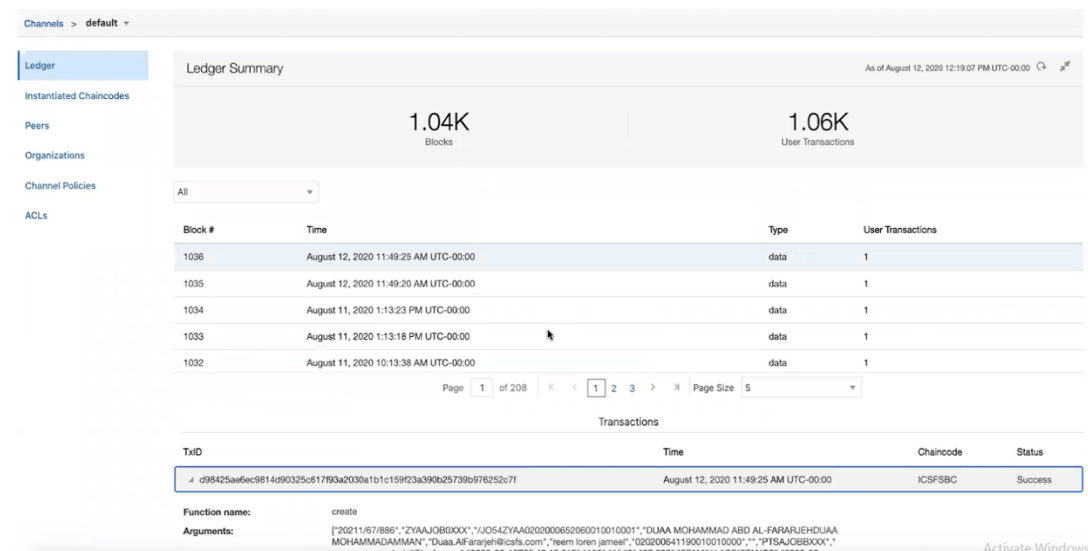 Channels > default
Ledger
Instantiated Chaincodes
Peers
Organizations
Channel Policies
ACLs
Ledger Summary
As of August 12, 2020 12:19:07 PM UTC-00:00
1.04K
Blocks
1.06K
User Transactions
All
Block # Time Type User Transactions
1036 August 12, 2020 11:49:25 AM UTC-00:00 data 1
1035 August 12, 2020 11:49:20 AM UTC-00:00 data 1
1034 August 11, 2020 1:13:23 PM UTC-00:00 data 1
1033 August 11, 2020 1:13:18 PM UTC-00:00 data 1
1032 August 11, 2020 10:13:38 AM UTC-00:00 data 1
Page 1 of 208 K < 1 2 3 > Page Size 5
Transactions
TxID Time Chaincode Status
d98425ae6ec9814d90325c617f93a2030a1b1c159f23a390b25739b976252c7f August 12, 2020 11:49:25 AM UTC-00:00 ICSFSBC Success
Function name: create
Arguments: ["20211/67/886","ZYAAJOB0XXX","/JO54ZYAA0202000652060010010001","DUAA MOHAMMAD ABD AL-FARARJEHDUAA
MOHAMMADAMMAN","Duaa.AlFararjeh@icsfs.com","reem loren jameel","020200641190010010000","","PTSAJOBBXXX","
Activate Windows